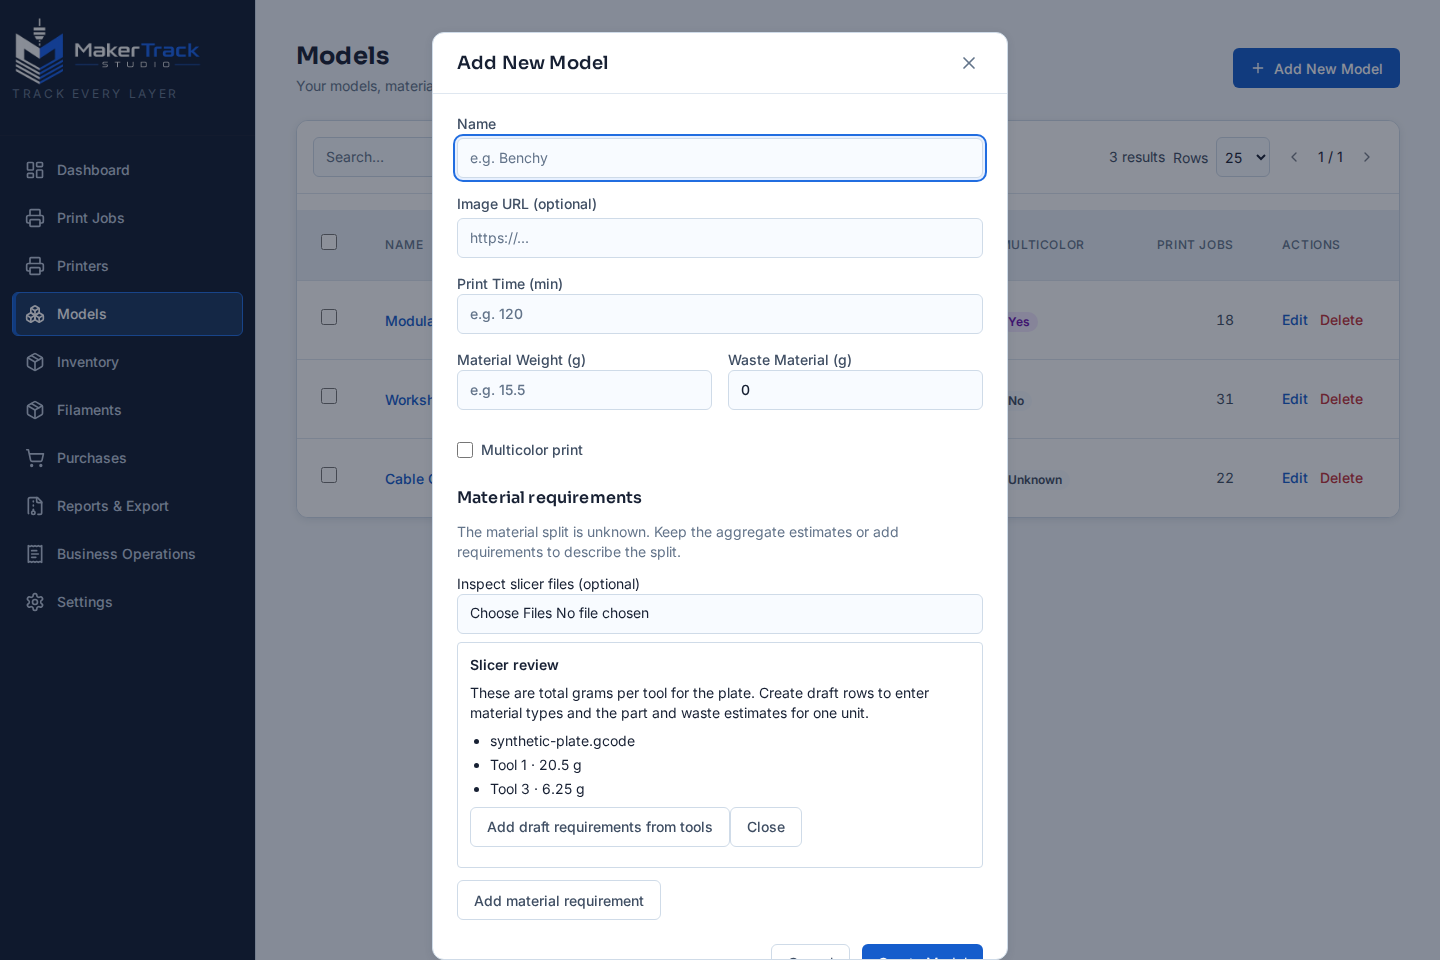 MakerTrack
STUDIO
TRACK EVERY LAYER
Dashboard
Print Jobs
Printers
Models
Inventory
Filaments
Purchases
Reports & Export
Business Operations
Settings
Models
Your models, materia
Add New Model
Search...
3 results Rows 25 1 / 1
NAME MULTICOLOR PRINT JOBS ACTIONS
Modula Yes 18 Edit Delete
Worksh No 31 Edit Delete
Cable Unknown 22 Edit Delete
Add New Model
Name
e.g. Benchy
Image URL (optional)
https://...
Print Time (min)
e.g. 120
Material Weight (g) Waste Material (g)
e.g. 15.5 0
Multicolor print
Material requirements
The material split is unknown. Keep the aggregate estimates or add
requirements to describe the split.
Inspect slicer files (optional)
Choose Files No file chosen
Slicer review
These are total grams per tool for the plate. Create draft rows to enter
material types and the part and waste estimates for one unit.
synthetic-plate.gcode
Tool 1 · 20.5 g
Tool 3 · 6.25 g
Add draft requirements from tools Close
Add material requirement